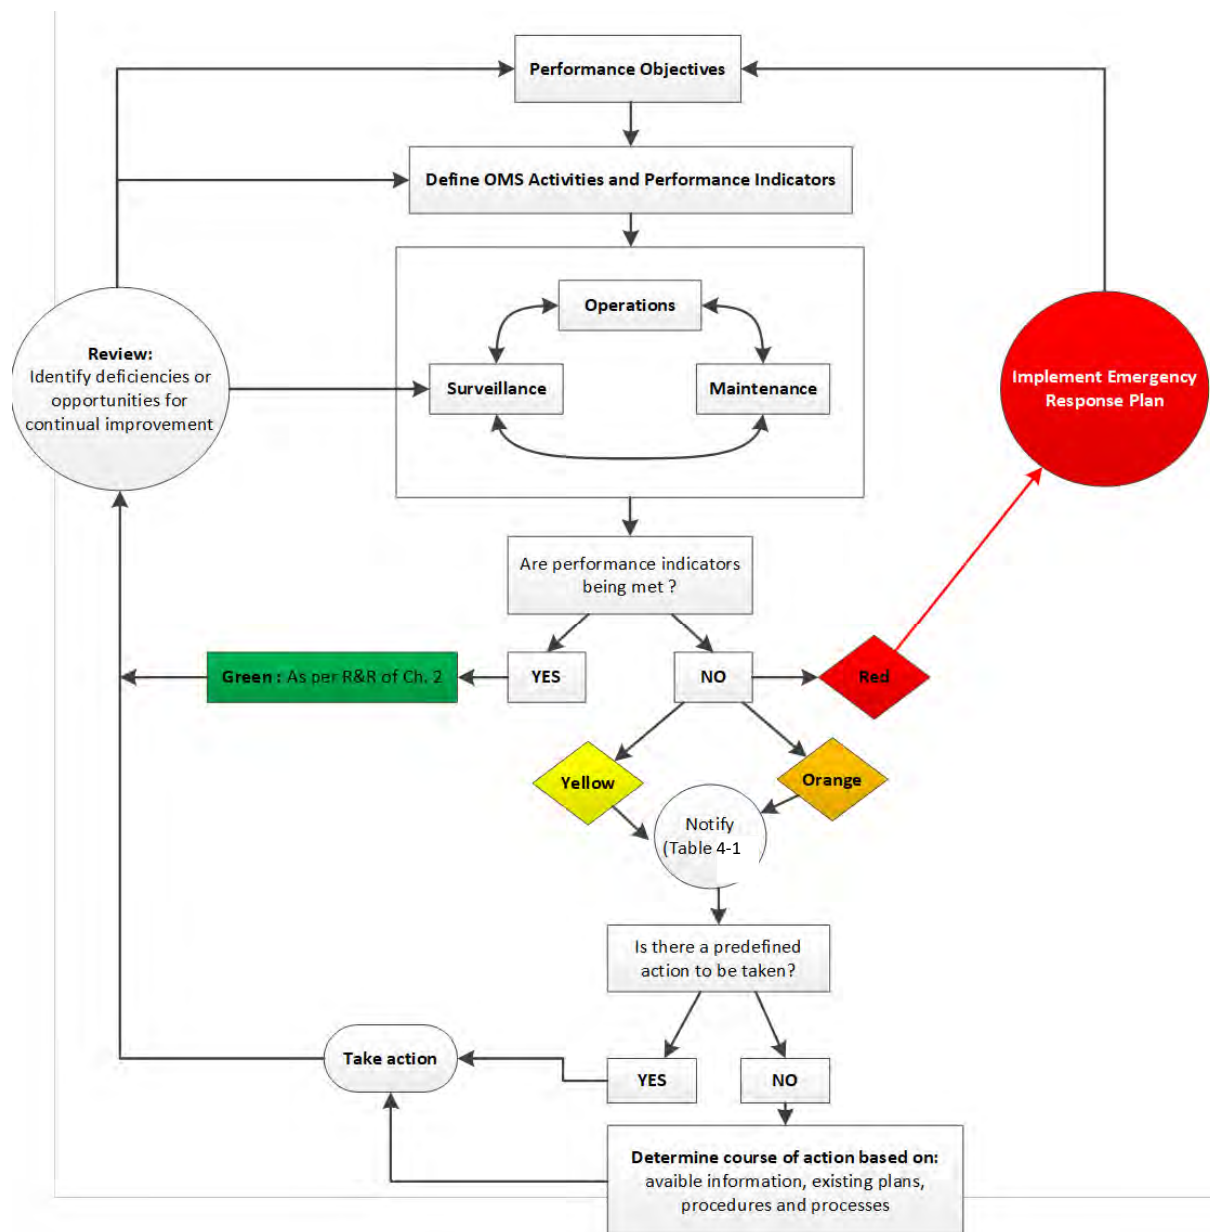 Performance Objectives
Define OMS Activities and Performance Indicators
Operations
Surveillance
Maintenance
Review:
Identify deficiencies or
opportunities for
continual improvement
Implement Emergency
Response Plan
Are performance indicators
being met ?
Green : As per R&R of Ch. 2
YES
NO
Red
Yellow
Orange
Notify
(Table 4-1
Is there a predefined
action to be taken?
Take action
YES
NO
Determine course of action based on:
avaible information, existing plans,
procedures and processes